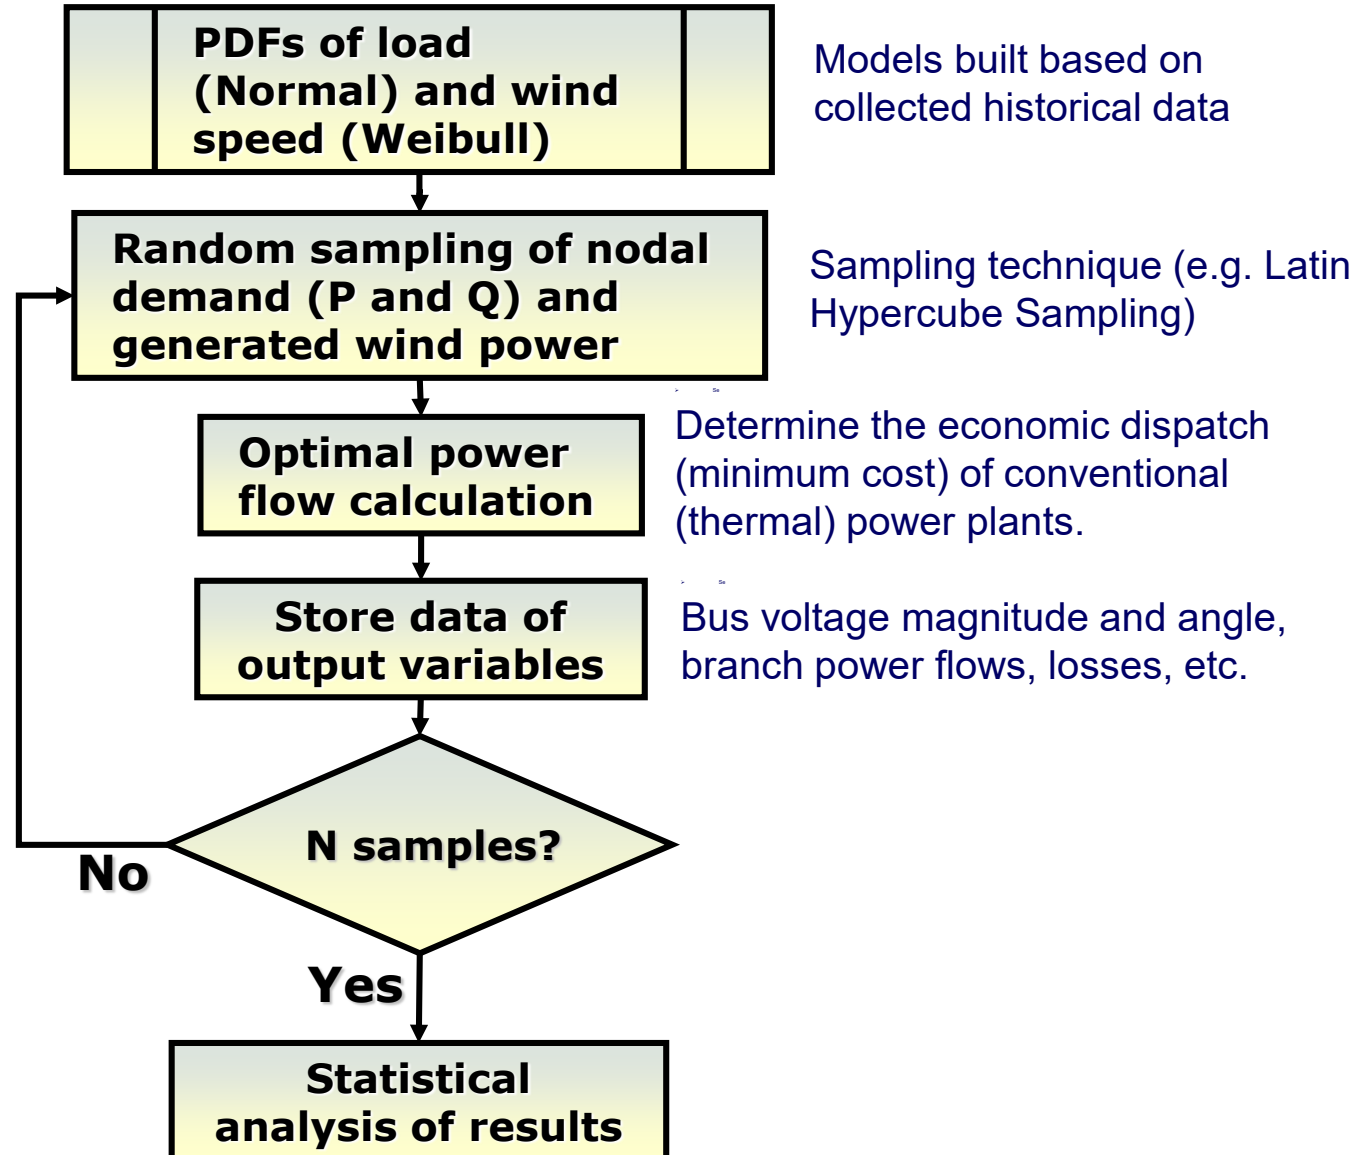 PDFs of load
(Normal) and wind
speed (Weibull)
Models built based on
collected historical data
Random sampling of nodal
demand (P and Q) and
generated wind power
Sampling technique (e.g. Latin
Hypercube Sampling)
➢ Se
Optimal power
flow calculation
Determine the economic dispatch
(minimum cost) of conventional
(thermal) power plants.
➢ Se
Store data of
output variables
Bus voltage magnitude and angle,
branch power flows, losses, etc.
N samples?
No
Yes
Statistical
analysis of results